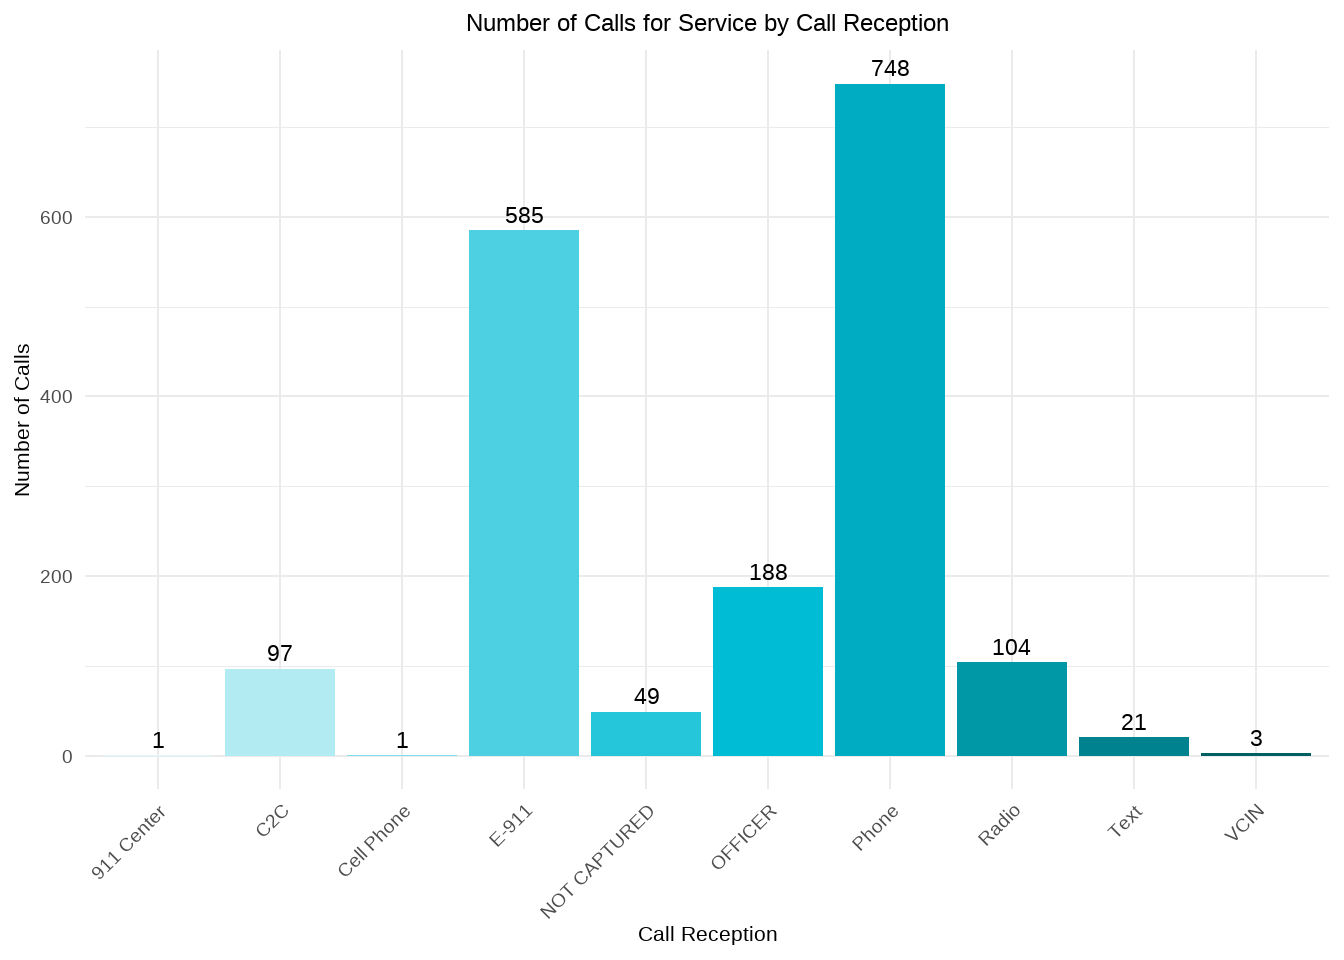 Number of Calls for Service by Call Reception
748
585
188
104
97
49
21
3
1
1
600
400
200
0
Number of Calls
911 Center
C2C
Cell Phone
E-911
NOT CAPTURED
OFFICER
Phone
Radio
Text
VCIN
Call Reception